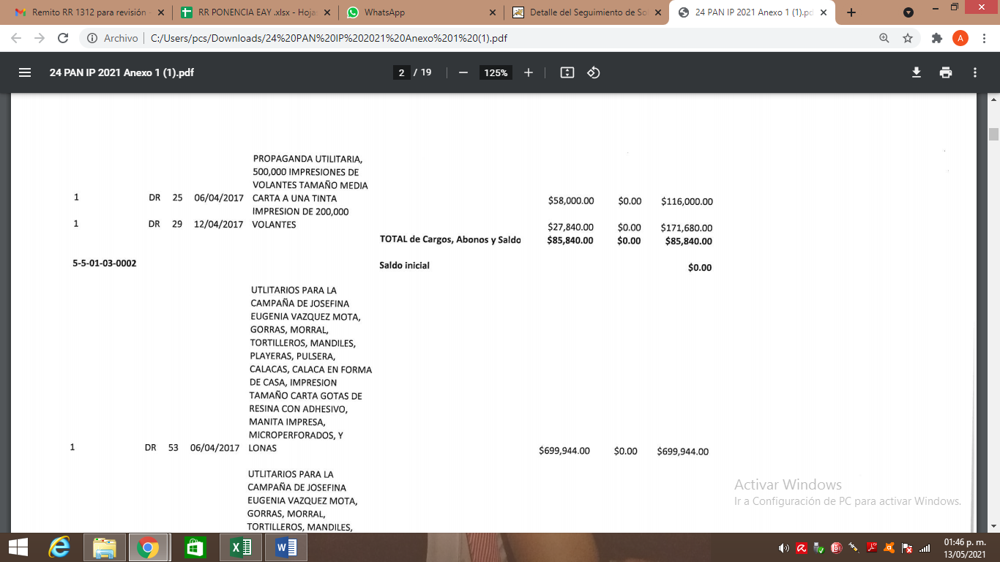 Remito RR 1312 para revisión
RR PONENCIA EAY .xlsx - Hojas
WhatsApp
Detalle del Seguimiento de So
24 PAN IP 2021 Anexo 1 (1).pd
Archivo
C:/Users/pcs/Downloads/24%20PAN%20IP%202021%20Anexo%201%20(1).pdf
A
24 PAN IP 2021 Anexo 1 (1).pdf
2 / 19
125%
PROPAGANDA UTILITARIA,
500,000 IMPRESIONES DE
VOLANTES TAMAÑO MEDIA
1 DR 25 06/04/2017 CARTA A UNA TINTA $58,000.00 $0.00 $116,000.00
IMPRESION DE 200,000
1 DR 29 12/04/2017 VOLANTES $27,840.00 $0.00 $171,680.00
TOTAL de Cargos, Abonos y Saldo $85,840.00 $0.00 $85,840.00
5-5-01-03-0002 Saldo inicial $0.00
UTLITARIOS PARA LA
CAMPAÑA DE JOSEFINA
EUGENIA VAZQUEZ MOTA,
GORRAS, MORRAL,
TORTILLEROS, MANDILES,
PLAYERAS, PULSERA,
CALACAS, CALACA EN FORMA
DE CASA, IMPRESION
TAMAÑO CARTA GOTAS DE
RESINA CON ADHESIVO,
MANITA IMPRESA,
MICROPERFORADOS, Y
1 DR 53 06/04/2017 LONAS $699,944.00 $0.00 $699,944.00
UTLITARIOS PARA LA
CAMPAÑA DE JOSEFINA
EUGENIA VAZQUEZ MOTA,
GORRAS, MORRAL,
TORTILLEROS, MANDILES,
Activar Windows
Ir a Configuración de PC para activar Windows.
01:46 p. m.
13/05/2021